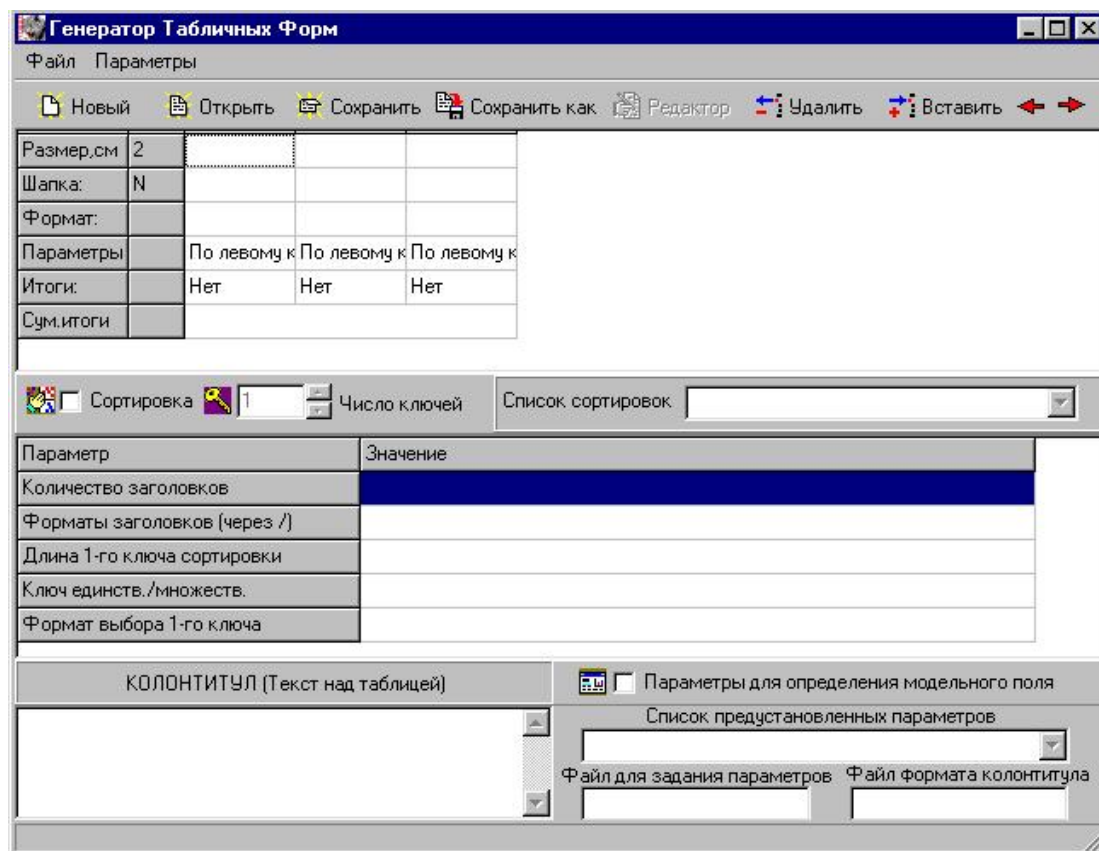 Генератор Табличных Форм
Файл Параметры
Новый Открыть Сохранить Сохранить как Редактор Удалить Вставить
Размер,см 2
Шапка: N
Формат:
Параметры По левому к По левому к По левому к
Итоги: Нет Нет Нет
Сум.итоги
Сортировка 1 Число ключей Список сортировок
Параметр Значение
Количество заголовков
Форматы заголовков (через /)
Длина 1-го ключа сортировки
Ключ единств./множеств.
Формат выбора 1-го ключа
КОЛОНТИТУЛ (Текст над таблицей) Параметры для определения модельного поля
Список предустановленных параметров
Файл для задания параметров Файл формата колонтитула